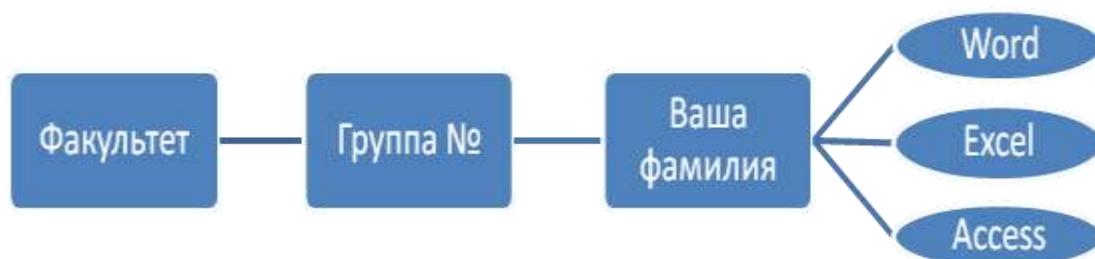 Факультет
Группа №
Ваша
фамилия
Word
Excel
Access